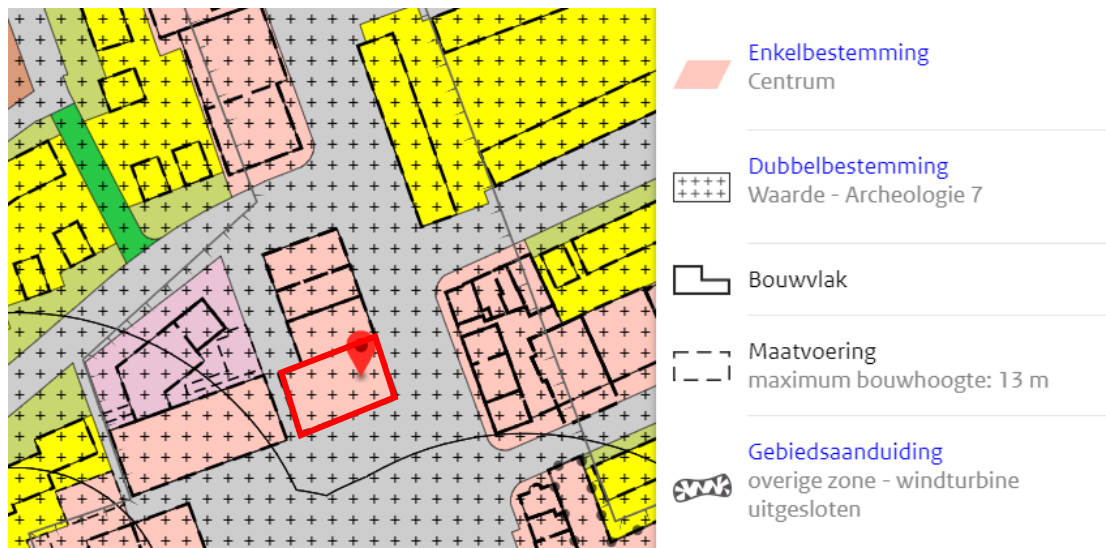 Enkelbestemming
Centrum
Dubbelbestemming
Waarde - Archeologie 7
Bouwvlak
Maatvoering
maximum bouwhoogte: 13 m
Gebiedsaanduiding
overige zone - windturbine
uitgesloten